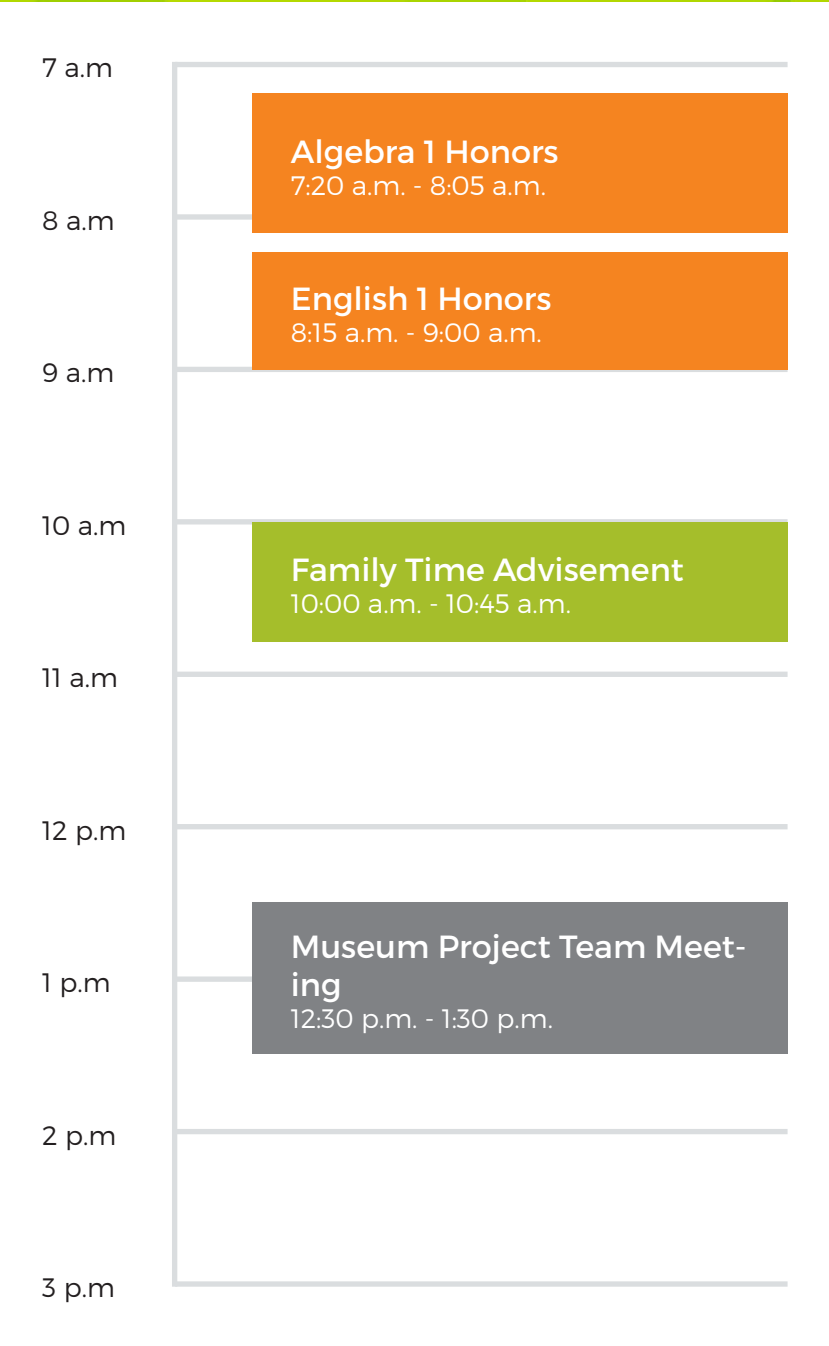 7 a.m
Algebra 1 Honors
7:20 a.m. - 8:05 a.m.
8 a.m
English 1 Honors
8:15 a.m. - 9:00 a.m.
9 a.m
10 a.m
Family Time Advisement
10:00 a.m. - 10:45 a.m.
11 a.m
12 p.m
Museum Project Team Meet-
ing
1 p.m
12:30 p.m. - 1:30 p.m.
2 p.m
3 p.m